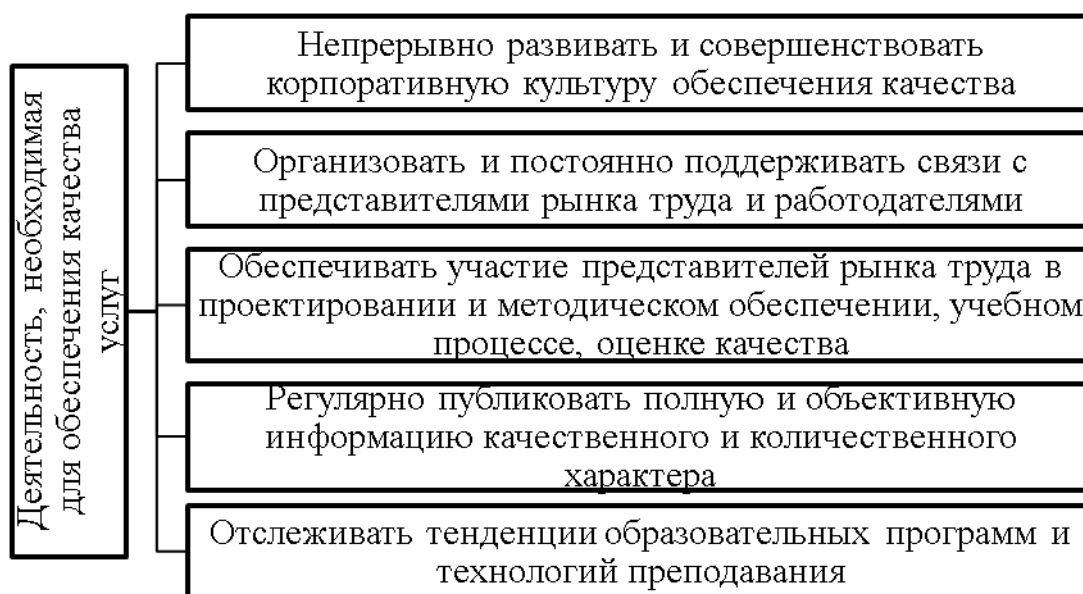 Деятельность, необходимая
для обеспечения качества
услуг
Непрерывно развивать и совершенствовать
корпоративную культуру обеспечения качества
Организовать и постоянно поддерживать связи с
представителями рынка труда и работодателями
Обеспечивать участие представителей рынка труда в
проектировании и методическом обеспечении, учебном
процессе, оценке качества
Регулярно публиковать полную и объективную
информацию качественного и количественного
характера
Отслеживать тенденции образовательных программ и
технологий преподавания